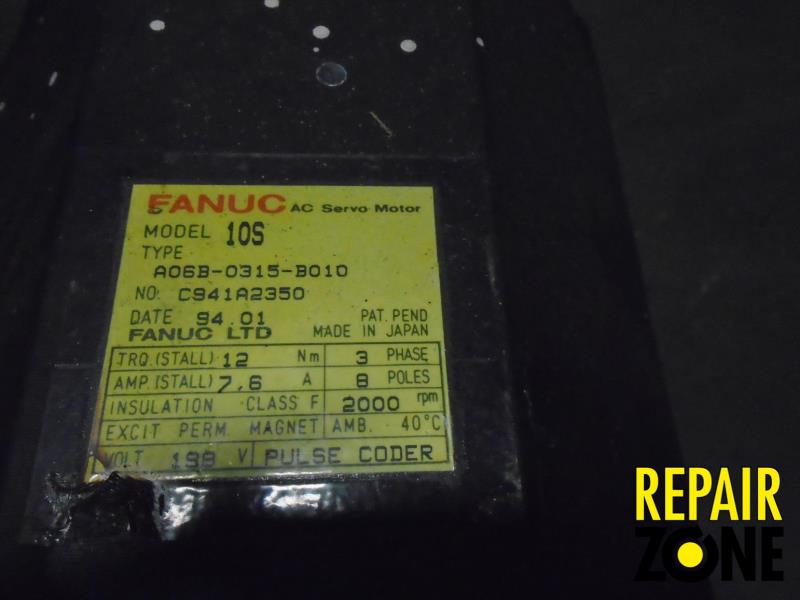 FANUC AC Servo Motor
MODEL 10S
TYPE
A06B-0315-B010
NO. C941A2350
DATE 94.01 PAT. PEND
FANUC LTD MADE IN JAPAN
TRQ.(STALL) 12 Nm 3 PHASE
AMP.(STALL) 7.6 A 8 POLES
INSULATION CLASS F 2000 rpm
EXCIT PERM. MAGNET AMB. 40°C
VOLT 199 V PULSE CODER
REPAIR
ZONE